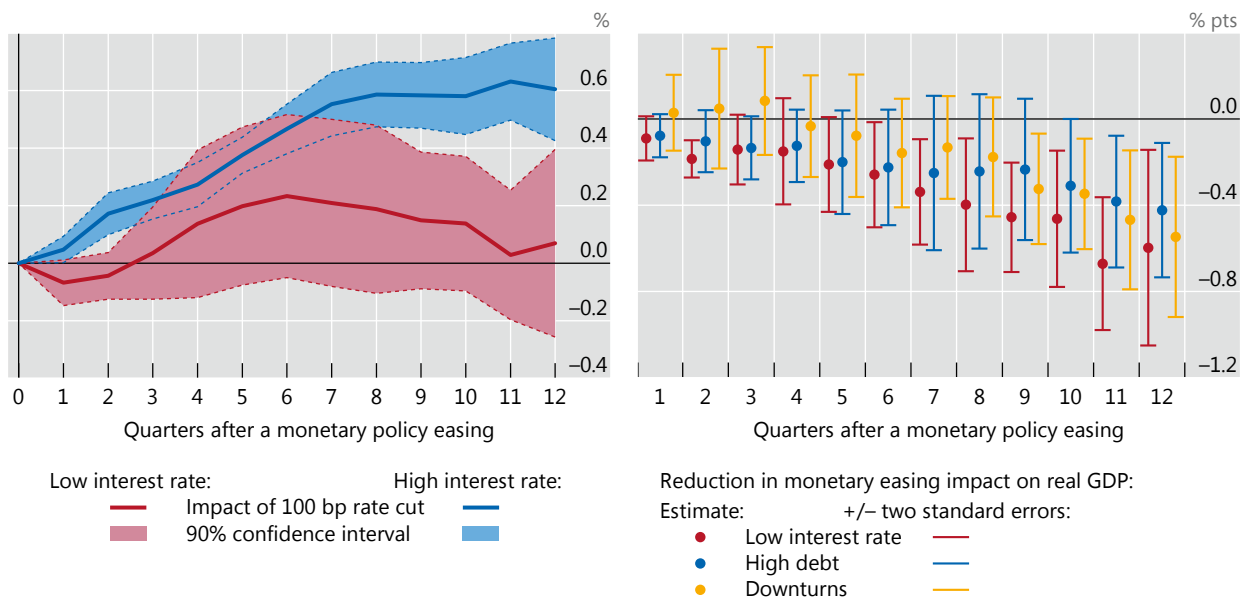 %
0.6
0.4
0.2
0.0
–0.2
–0.4
0 1 2 3 4 5 6 7 8 9 10 11 12
Quarters after a monetary policy easing
Low interest rate: High interest rate:
Impact of 100 bp rate cut
90% confidence interval
% pts
0.0
–0.4
–0.8
–1.2
1 2 3 4 5 6 7 8 9 10 11 12
Quarters after a monetary policy easing
Reduction in monetary easing impact on real GDP:
Estimate: +/– two standard errors:
Low interest rate
High debt
Downturns